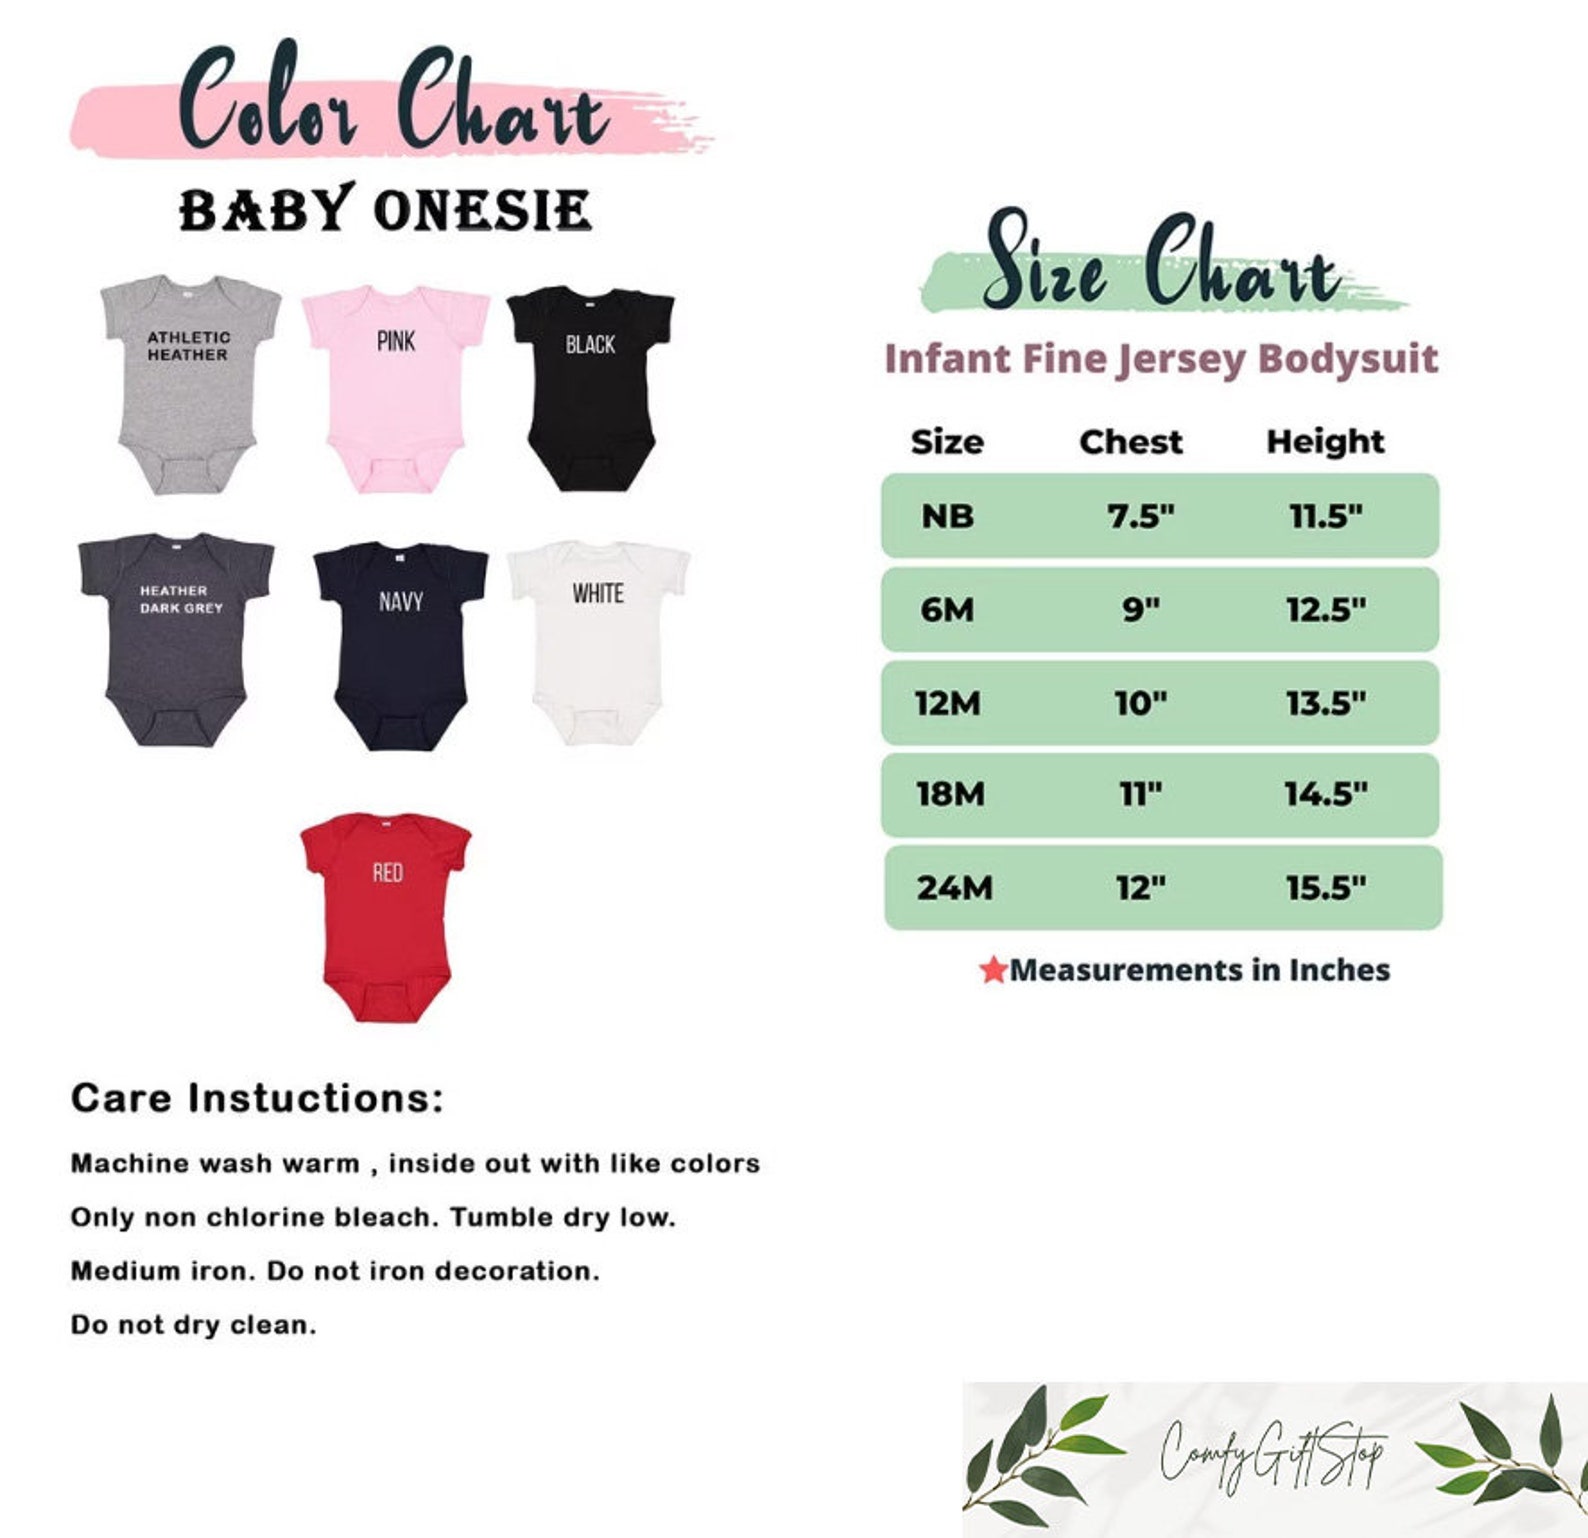 Color Chart
BABY ONESIE
ATHLETIC
HEATHER
PINK
BLACK
HEATHER
DARK GREY
NAVY
WHITE
RED
Care Instuctions:
Machine wash warm , inside out with like colors
Only non chlorine bleach. Tumble dry low.
Medium iron. Do not iron decoration.
Do not dry clean.
Size Chart
Infant Fine Jersey Bodysuit
Size Chest Height
NB 7.5" 11.5"
6M 9" 12.5"
12M 10" 13.5"
18M 11" 14.5"
24M 12" 15.5"
Measurements in Inches
ComfyGiftStop